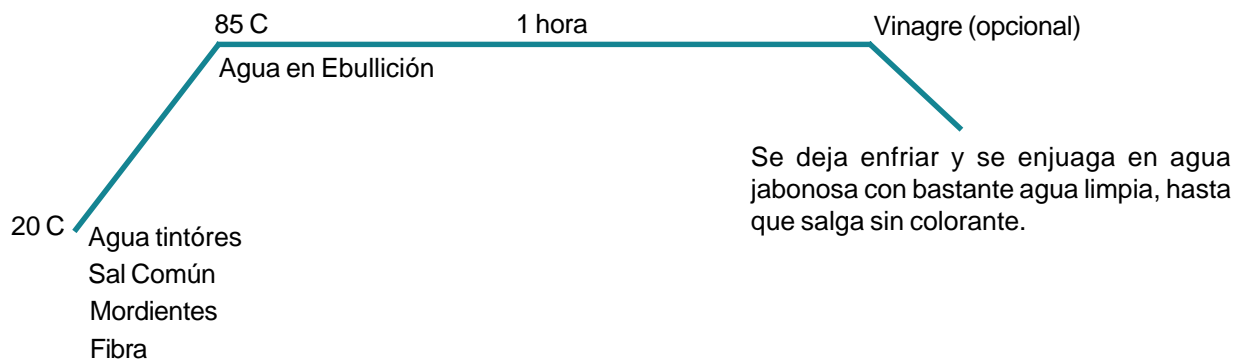 85 C
1 hora
Vinagre (opcional)
Agua en Ebullición
Se deja enfriar y se enjuaga en agua
jabonosa con bastante agua limpia, hasta
que salga sin colorante.
20 C
Agua tintóres
Sal Común
Mordientes
Fibra